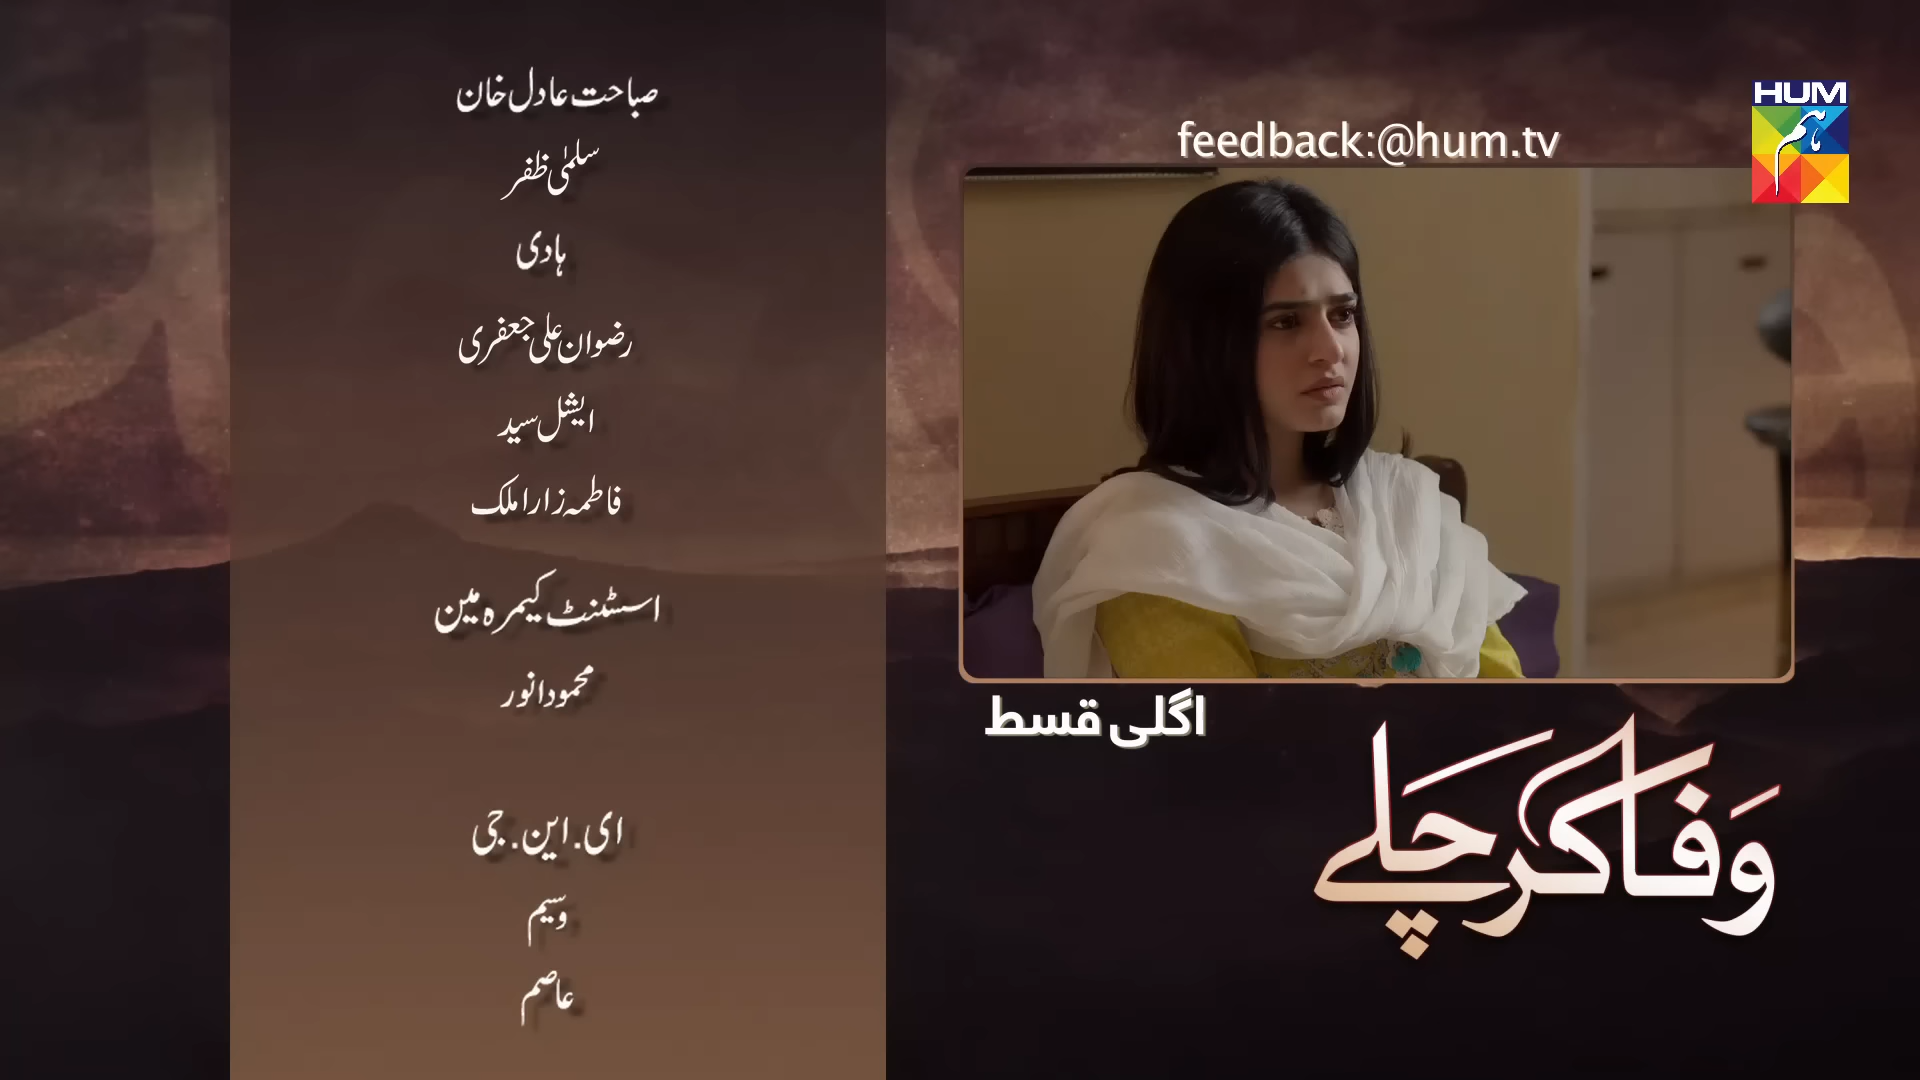 صباحت عادل خان
سلمیٰ ظفر
ہادی
رضوان علی جعفری
ایشل سید
فاطمہ زارا ملک
اسسٹنٹ کیمرہ مین
محمود انور
ای.این.جی
وسیم
عاصم
feedback:@hum.tv
HUM
ہم
اگلی قسط
وفا کر چلے